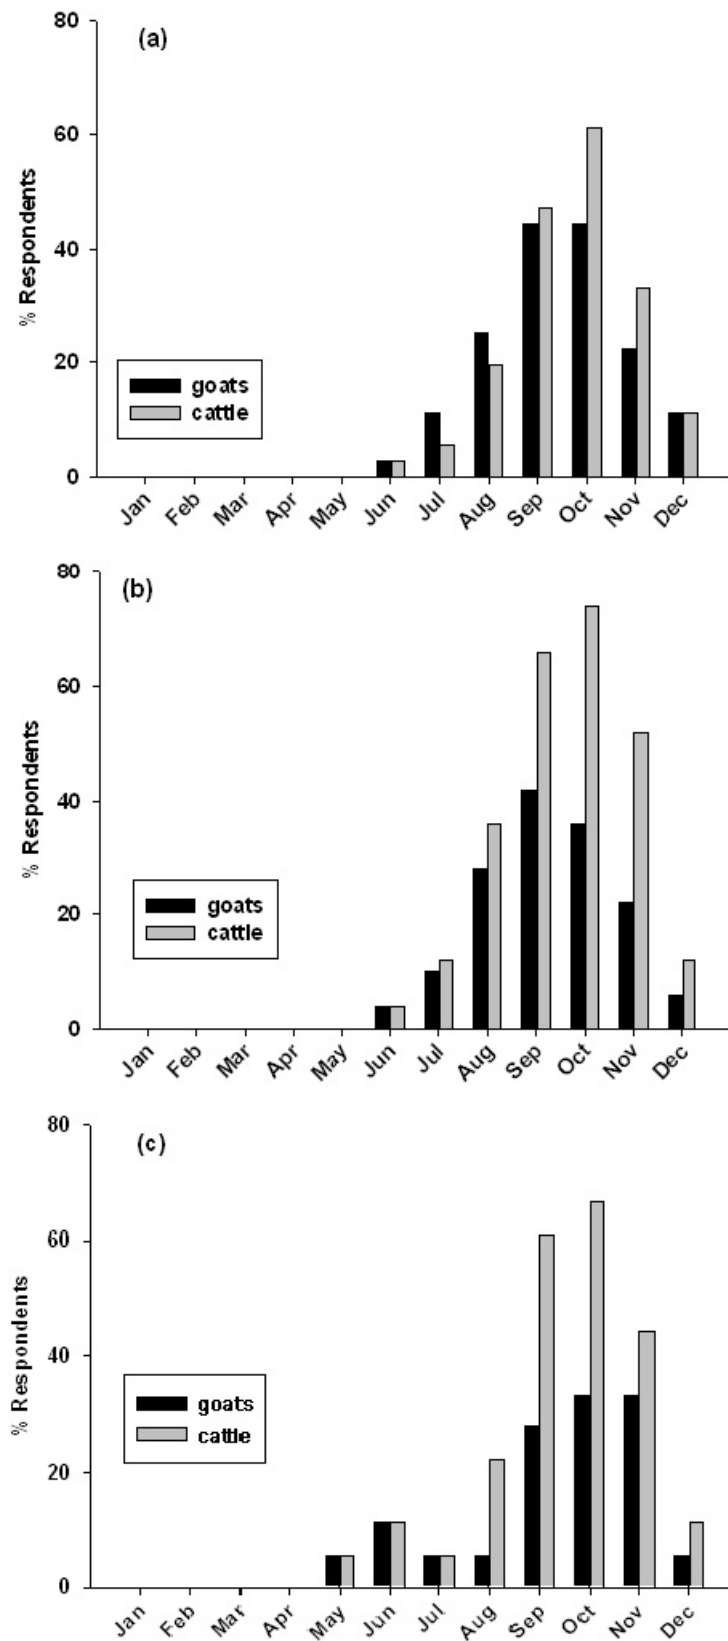 (a)
80
60
40
20
0
% Respondents
goats
cattle
Jan Feb Mar Apr May Jun Jul Aug Sep Oct Nov Dec
(b)
80
60
40
20
0
% Respondents
goats
cattle
Jan Feb Mar Apr May Jun Jul Aug Sep Oct Nov Dec
(c)
80
60
40
20
0
% Respondents
goats
cattle
Jan Feb Mar Apr May Jun Jul Aug Sep Oct Nov Dec